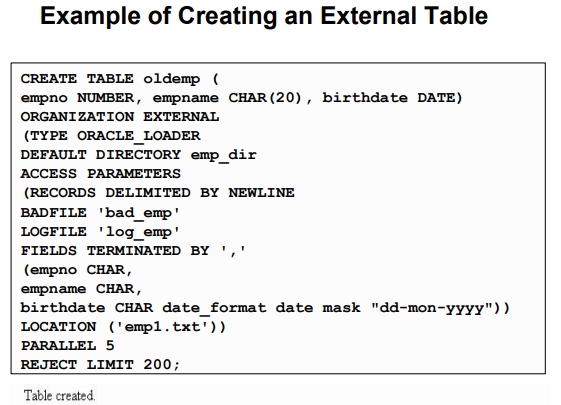 Example of Creating an External Table
CREATE TABLE oldemp (
empno NUMBER, empname CHAR(20), birthdate DATE)
ORGANIZATION EXTERNAL
(TYPE ORACLE_LOADER
DEFAULT DIRECTORY emp_dir
ACCESS PARAMETERS
(RECORDS DELIMITED BY NEWLINE
BADFILE 'bad_emp'
LOGFILE 'log_emp'
FIELDS TERMINATED BY ','
(empno CHAR,
empname CHAR,
birthdate CHAR date_format date mask "dd-mon-yyyy"))
LOCATION ('emp1.txt'))
PARALLEL 5
REJECT LIMIT 200;
Table created.